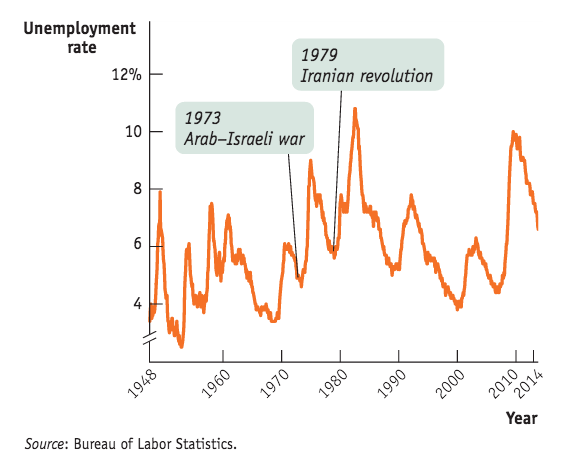 Unemployment
rate
12%
10
8
6
4
1979
Iranian revolution
1973
Arab–Israeli war
1948
1960
1970
1980
1990
2000
2010
2014
Year
Source: Bureau of Labor Statistics.